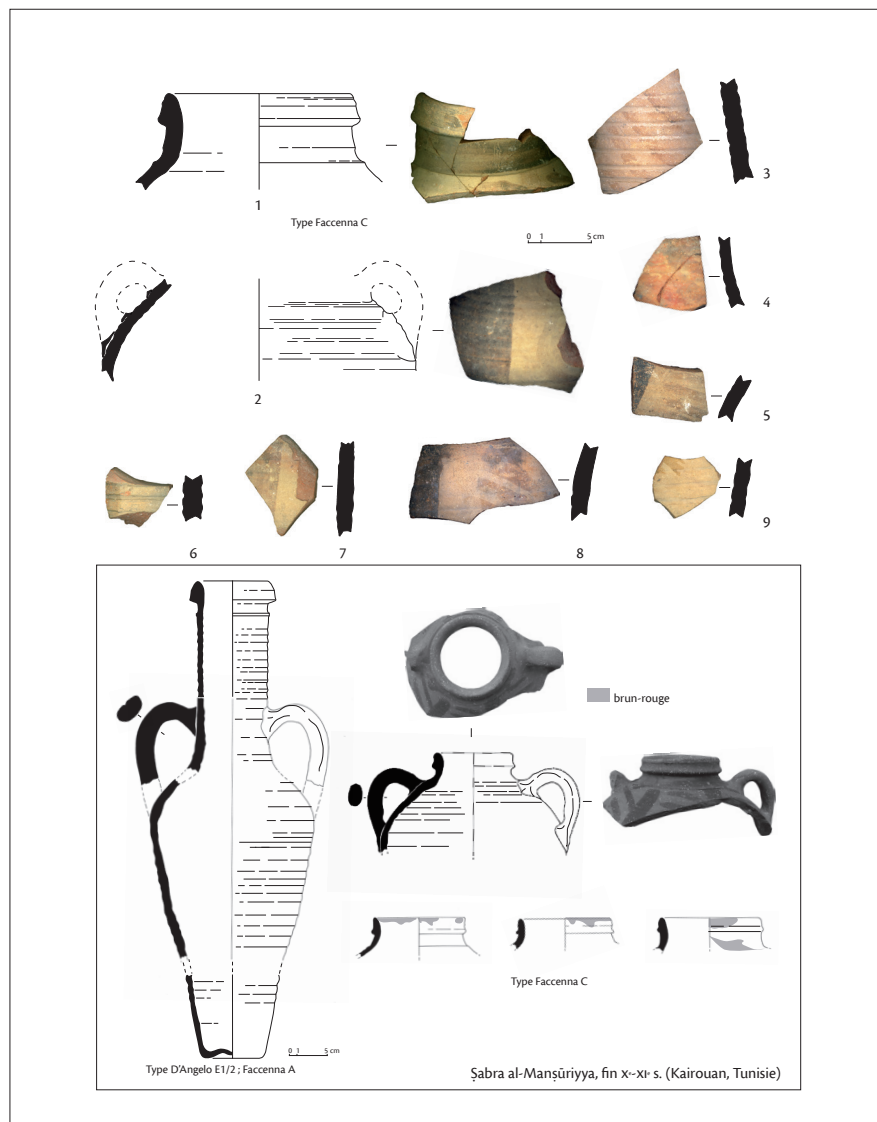 1
Type Faccenna C
3
0 1 5 cm
4
2
5
6
7
8
9
brun-rouge
Type Faccenna C
0 1 5 cm
Type D'Angelo E1/2 ; Faccenna A
Ṣabra al-Manṣūriyya, fin Xᵉ-XIᵉ s. (Kairouan, Tunisie)